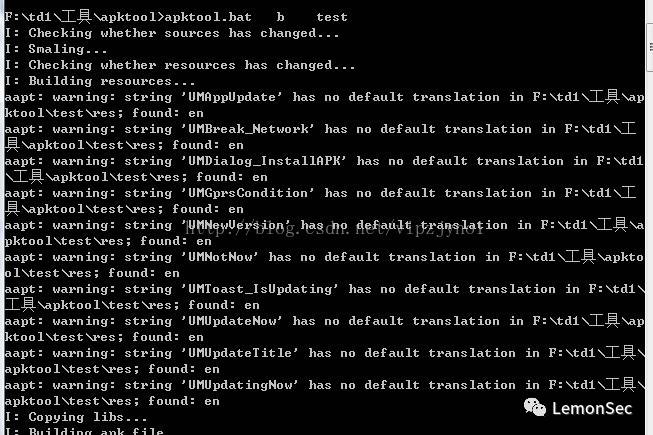 F:\td1\工具\apktool>apktool.bat   b    test
I: Checking whether sources has changed...
I: Smaling...
I: Checking whether resources has changed...
I: Building resources...
aapt: warning: string 'UMAppUpdate' has no default translation in F:\td1\工具\ap
ktool\test\res; found: en
aapt: warning: string 'UMBreak_Network' has no default translation in F:\td1\工
具\apktool\test\res; found: en
aapt: warning: string 'UMDialog_InstallAPK' has no default translation in F:\td1
\工具\apktool\test\res; found: en
aapt: warning: string 'UMGprsCondition' has no default translation in F:\td1\工
具\apktool\test\res; found: en
aapt: warning: string 'UMNewVersion' has no default translation in F:\td1\工具\a
pktool\test\res; found: en
aapt: warning: string 'UMNotNow' has no default translation in F:\td1\工具\apkto
ol\test\res; found: en
aapt: warning: string 'UMToast_IsUpdating' has no default translation in F:\td1\
工具\apktool\test\res; found: en
aapt: warning: string 'UMUpdateNow' has no default translation in F:\td1\工具\ap
ktool\test\res; found: en
aapt: warning: string 'UMUpdateTitle' has no default translation in F:\td1\工具\
apktool\test\res; found: en
aapt: warning: string 'UMUpdatingNow' has no default translation in F:\td1\工具\
apktool\test\res; found: en
I: Copying libs...
I: Building apk file
LemonSec